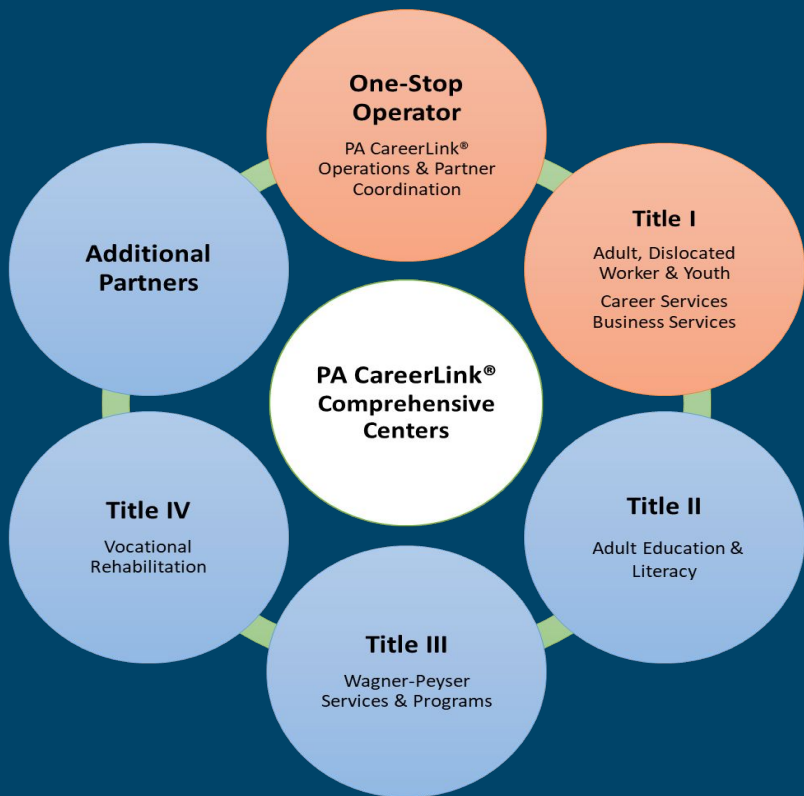 One-Stop
Operator
PA CareerLink®
Operations & Partner
Coordination
Title I
Adult, Dislocated
Worker & Youth
Career Services
Business Services
Title II
Adult Education &
Literacy
Title III
Wagner-Peyser
Services & Programs
Title IV
Vocational
Rehabilitation
Additional
Partners
PA CareerLink®
Comprehensive
Centers